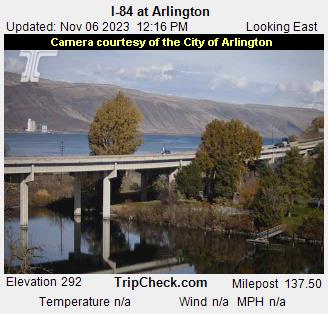 I-84 at Arlington
Updated: Nov 06 2023 12:16 PM Looking East
Camera courtesy of the City of Arlington
Elevation 292 TripCheck.com Milepost 137.50
Temperature n/a Wind n/a MPH n/a